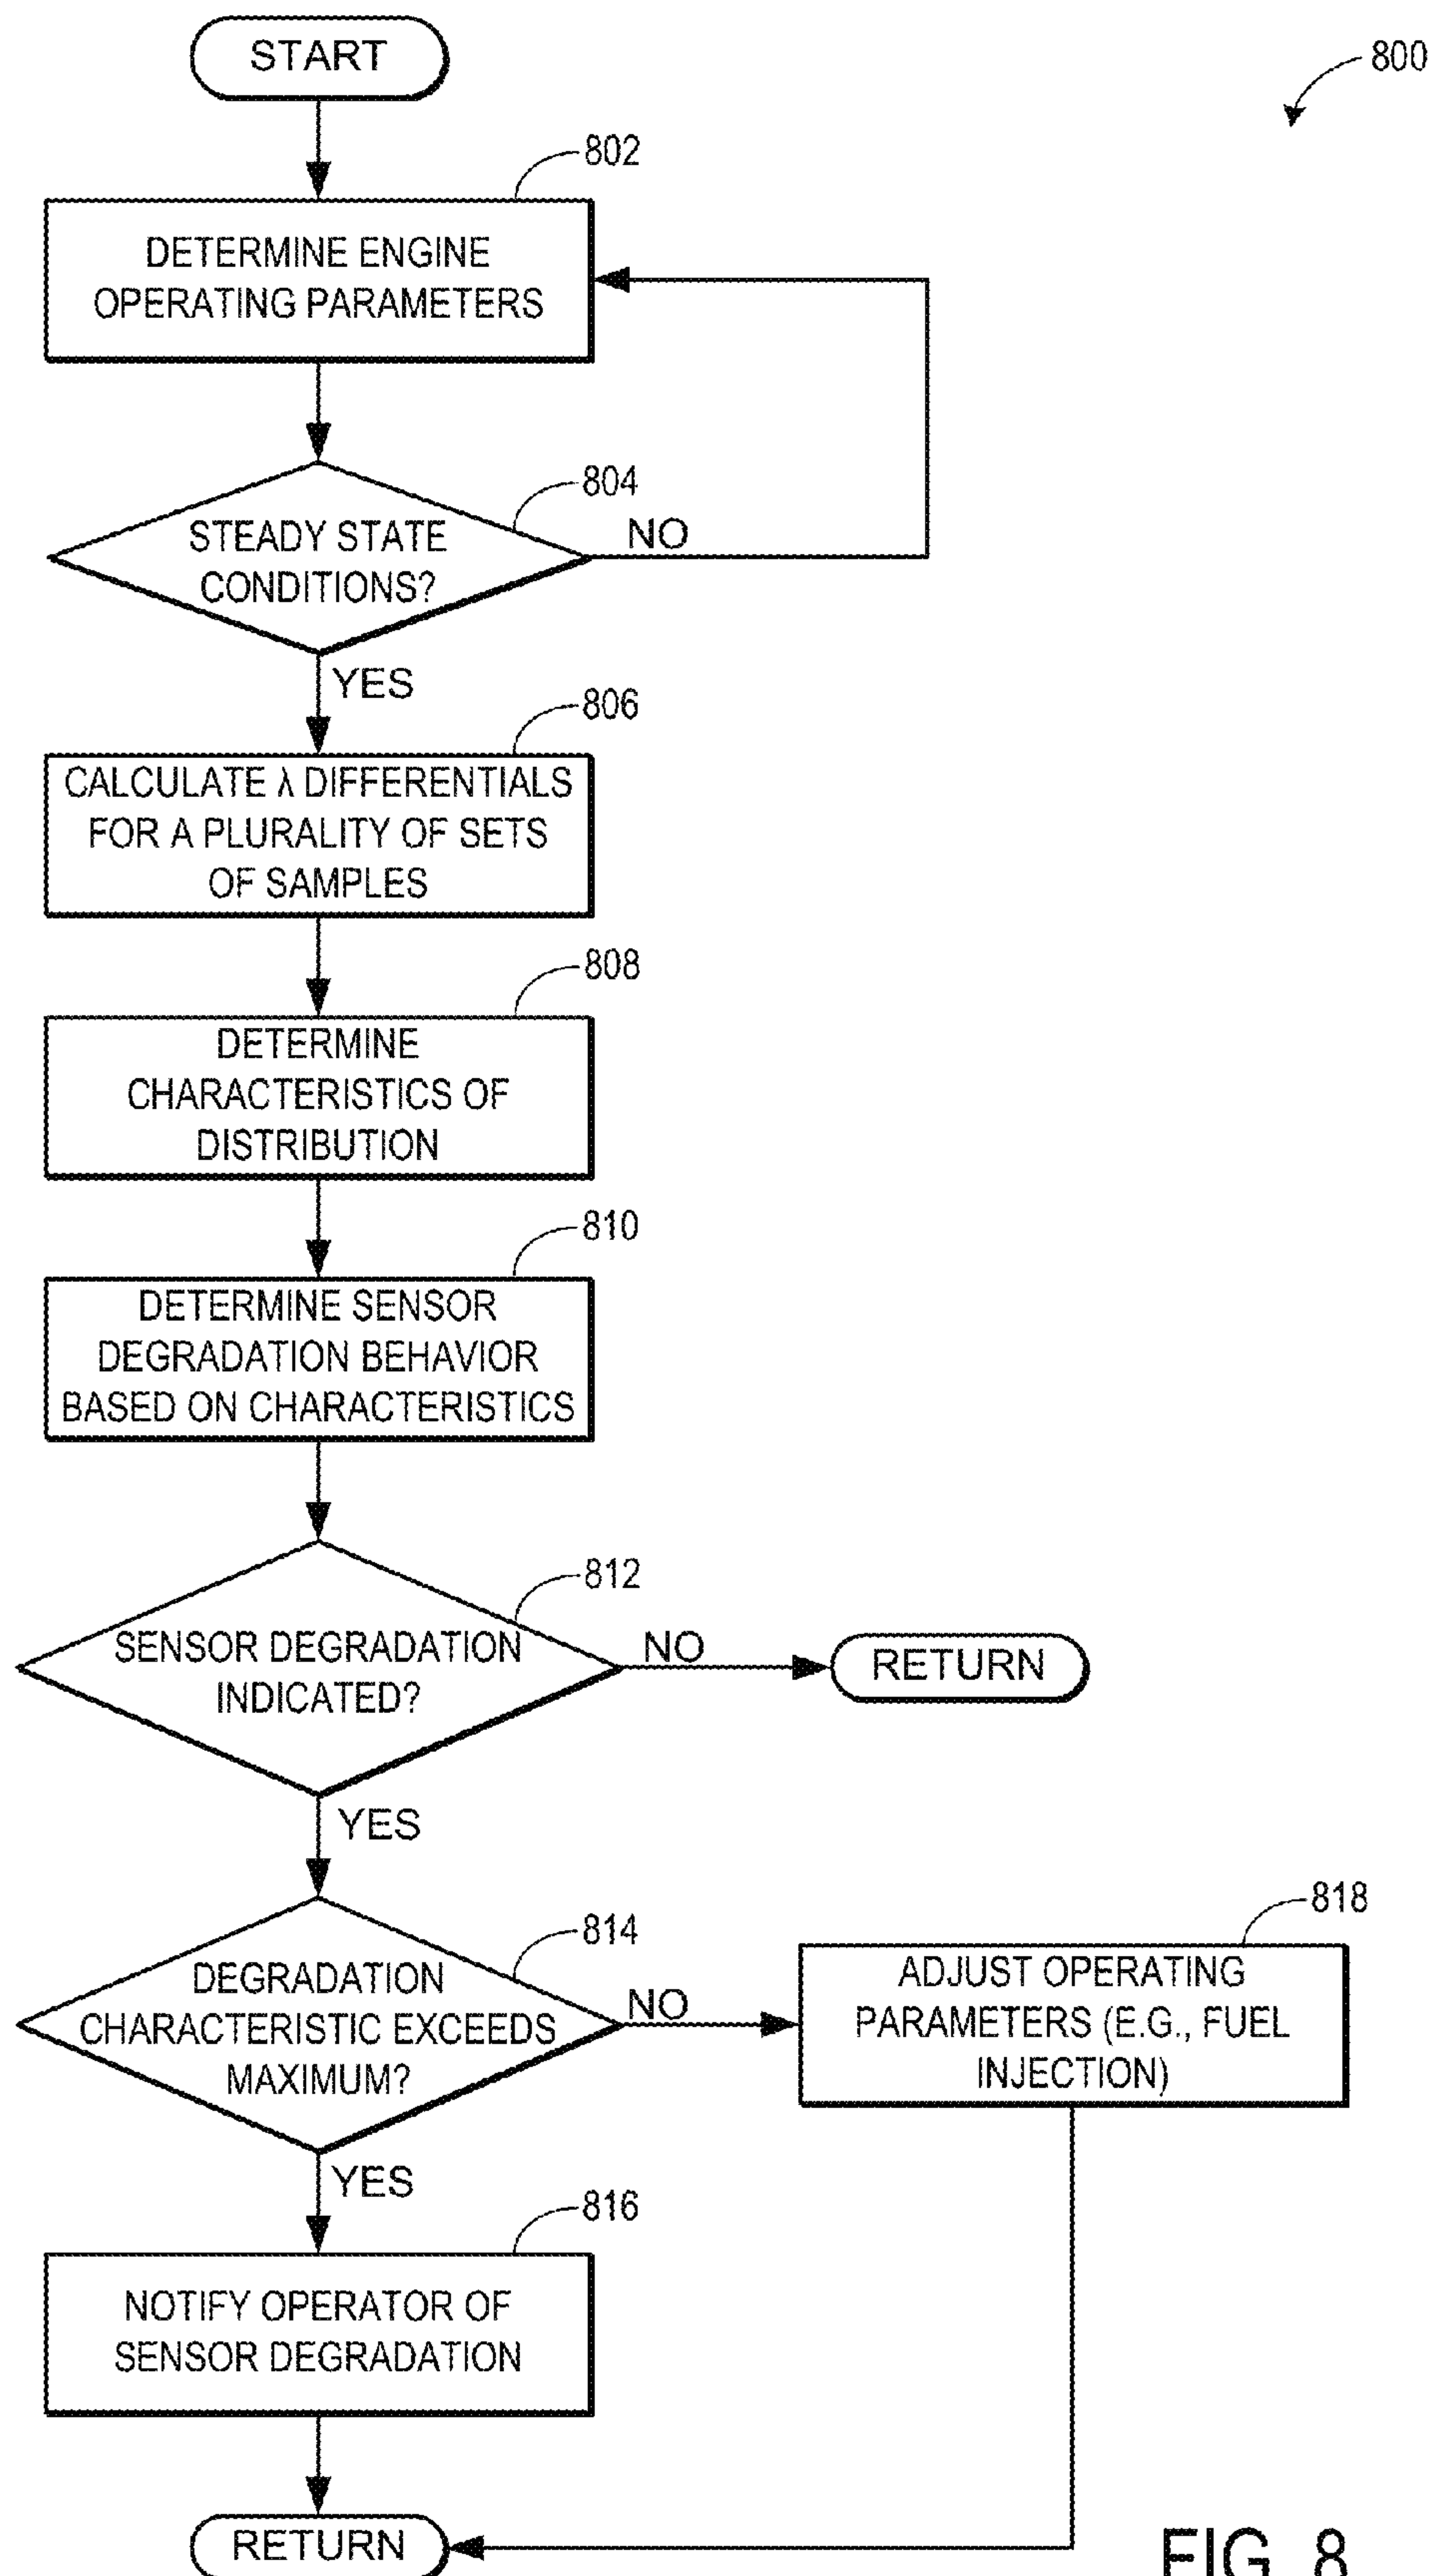 START
800
802
DETERMINE ENGINE
OPERATING PARAMETERS
804
STEADY STATE
CONDITIONS?
NO
YES
806
CALCULATE λ DIFFERENTIALS
FOR A PLURALITY OF SETS
OF SAMPLES
808
DETERMINE
CHARACTERISTICS OF
DISTRIBUTION
810
DETERMINE SENSOR
DEGRADATION BEHAVIOR
BASED ON CHARACTERISTICS
812
SENSOR DEGRADATION
INDICATED?
NO
RETURN
YES
814
DEGRADATION
CHARACTERISTIC EXCEEDS
MAXIMUM?
NO
818
ADJUST OPERATING
PARAMETERS (E.G., FUEL
INJECTION)
YES
816
NOTIFY OPERATOR OF
SENSOR DEGRADATION
RETURN
FIG. 8